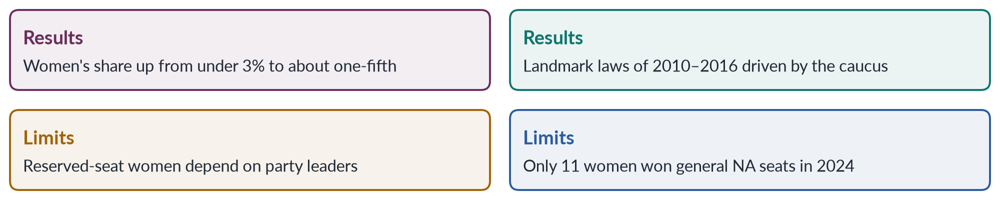 Results
Women's share up from under 3% to about one-fifth
Results
Landmark laws of 2010–2016 driven by the caucus
Limits
Reserved-seat women depend on party leaders
Limits
Only 11 women won general NA seats in 2024